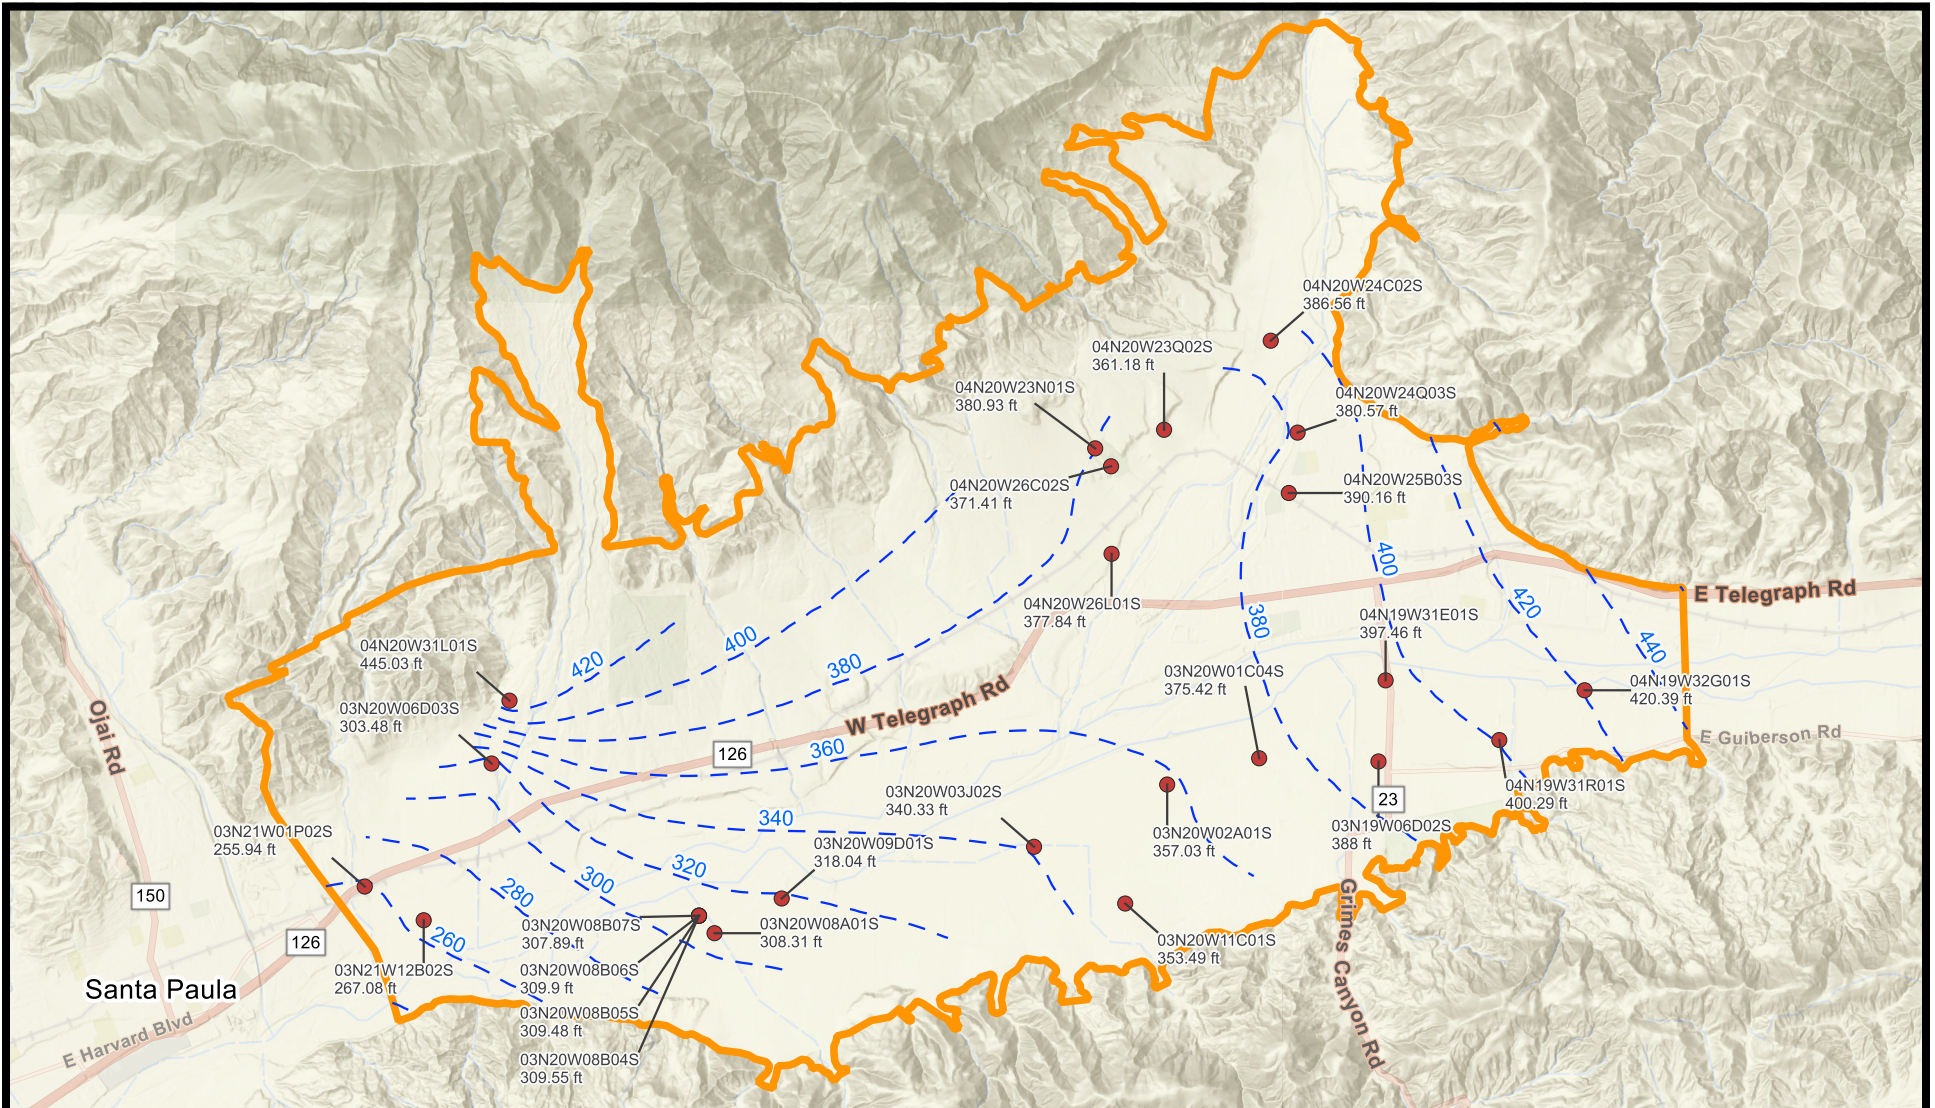 04N20W24C02S
386.56 ft
04N20W23Q02S
361.18 ft
04N20W23N01S
380.93 ft
04N20W24Q03S
380.57 ft
04N20W26C02S
371.41 ft
04N20W25B03S
390.16 ft
400
E Telegraph Rd
420
04N20W26L01S
377.84 ft
380
04N19W31E01S
397.46 ft
440
04N20W31L01S
445.03 ft
420
400
380
03N20W01C04S
375.42 ft
04N19W32G01S
420.39 ft
03N20W06D03S
303.48 ft
W Telegraph Rd
Ojai Rd
E Guiberson Rd
126
360
03N20W03J02S
340.33 ft
04N19W31R01S
400.29 ft
23
03N21W01P02S
255.94 ft
340
03N20W02A01S
357.03 ft
03N19W06D02S
388 ft
03N20W09D01S
318.04 ft
320
300
280
150
03N20W08B07S
307.89 ft
03N20W08A01S
308.31 ft
Grimes Canyon Rd
126
260
03N20W11C01S
353.49 ft
03N21W12B02S
267.08 ft
03N20W08B06S
309.9 ft
Santa Paula
03N20W08B05S
309.48 ft
E Harvard Blvd
03N20W08B04S
309.55 ft